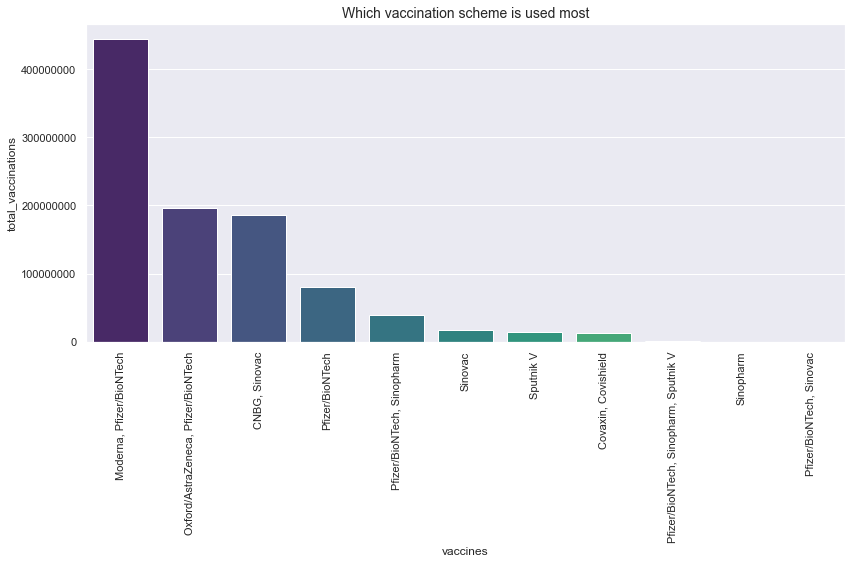 Which vaccination scheme is used most
total_vaccinations
400000000
300000000
200000000
100000000
0
Moderna, Pfizer/BioNTech
Oxford/AstraZeneca, Pfizer/BioNTech
CNBG, Sinovac
Pfizer/BioNTech
Pfizer/BioNTech, Sinopharm
Sinovac
Sputnik V
Covaxin, Covishield
Pfizer/BioNTech, Sinopharm, Sputnik V
Sinopharm
Pfizer/BioNTech, Sinovac
vaccines